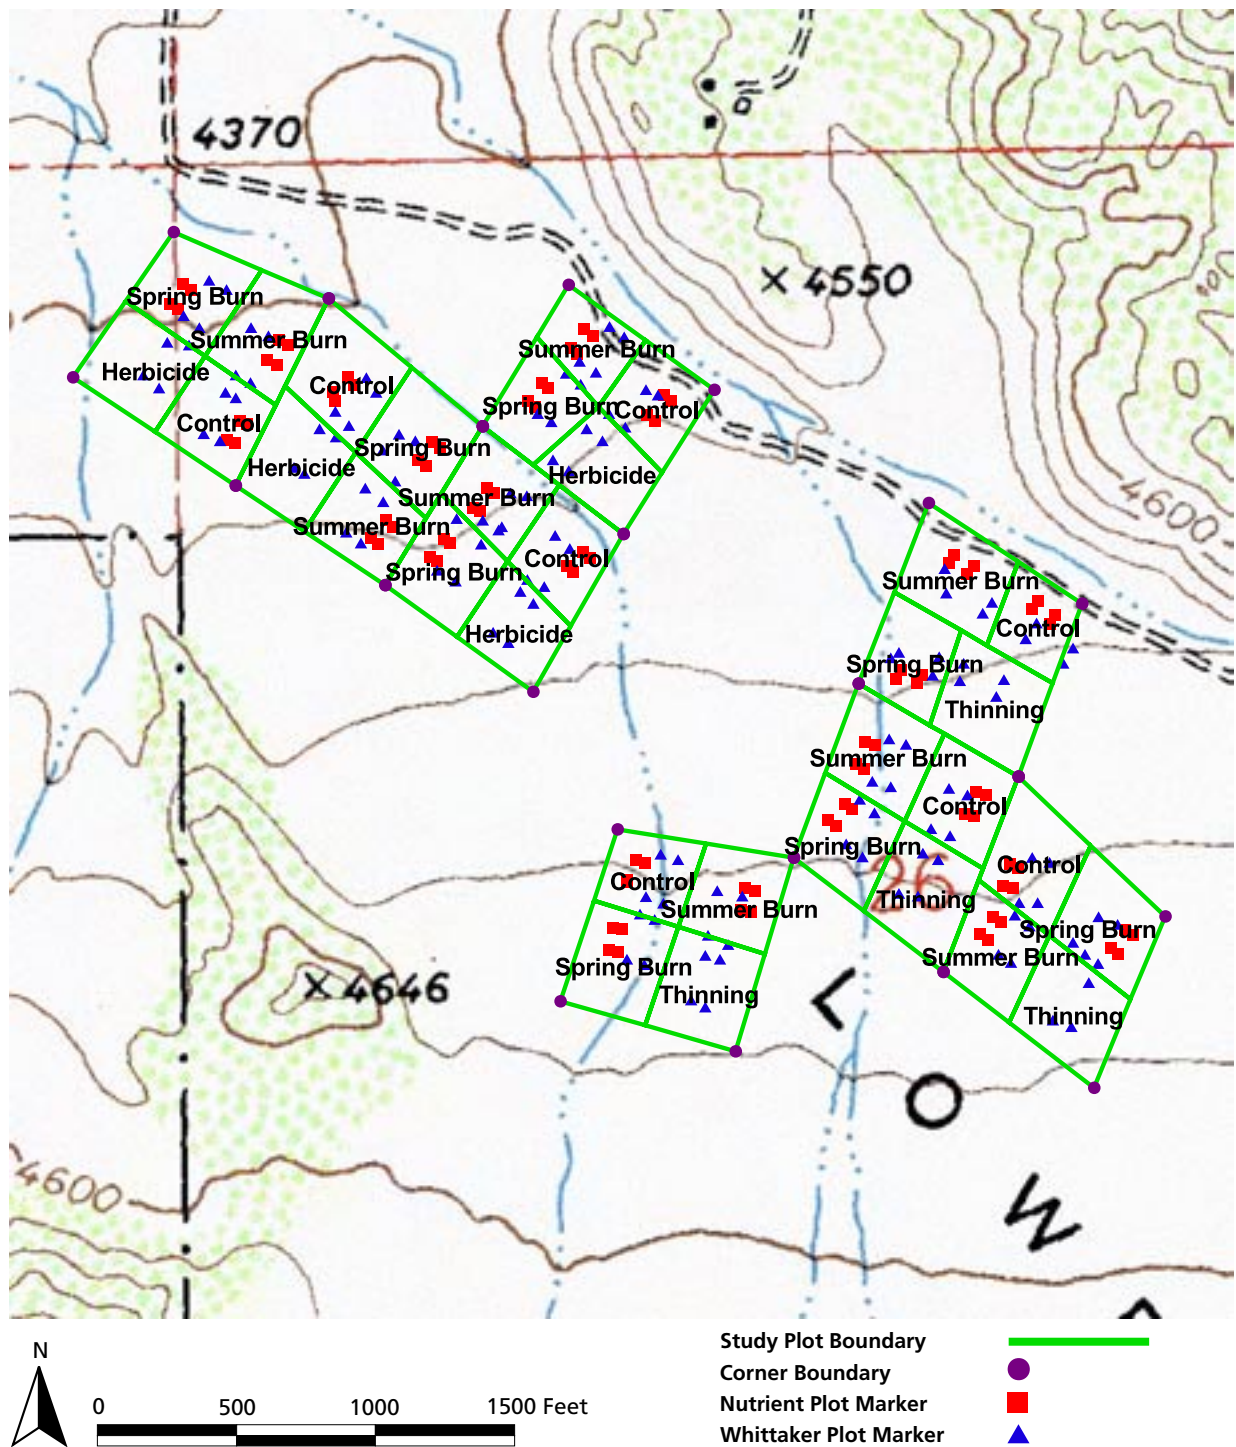 4370
X 4550
Spring Burn
Summer Burn
Herbicide
Control
Control
Herbicide
Spring Burn
Summer Burn
Summer Burn
Spring Burn
Control
Herbicide
Summer Burn
Spring Burn
Control
Herbicide
4600
Summer Burn
Control
Spring Burn
Thinning
Summer Burn
Control
Spring Burn
Thinning
26
Control
Spring Burn
Summer Burn
Thinning
Control
Summer Burn
Spring Burn
Thinning
X 4646
L
O
W
4600
N
0 500 1000 1500 Feet
Study Plot Boundary
Corner Boundary
Nutrient Plot Marker
Whittaker Plot Marker